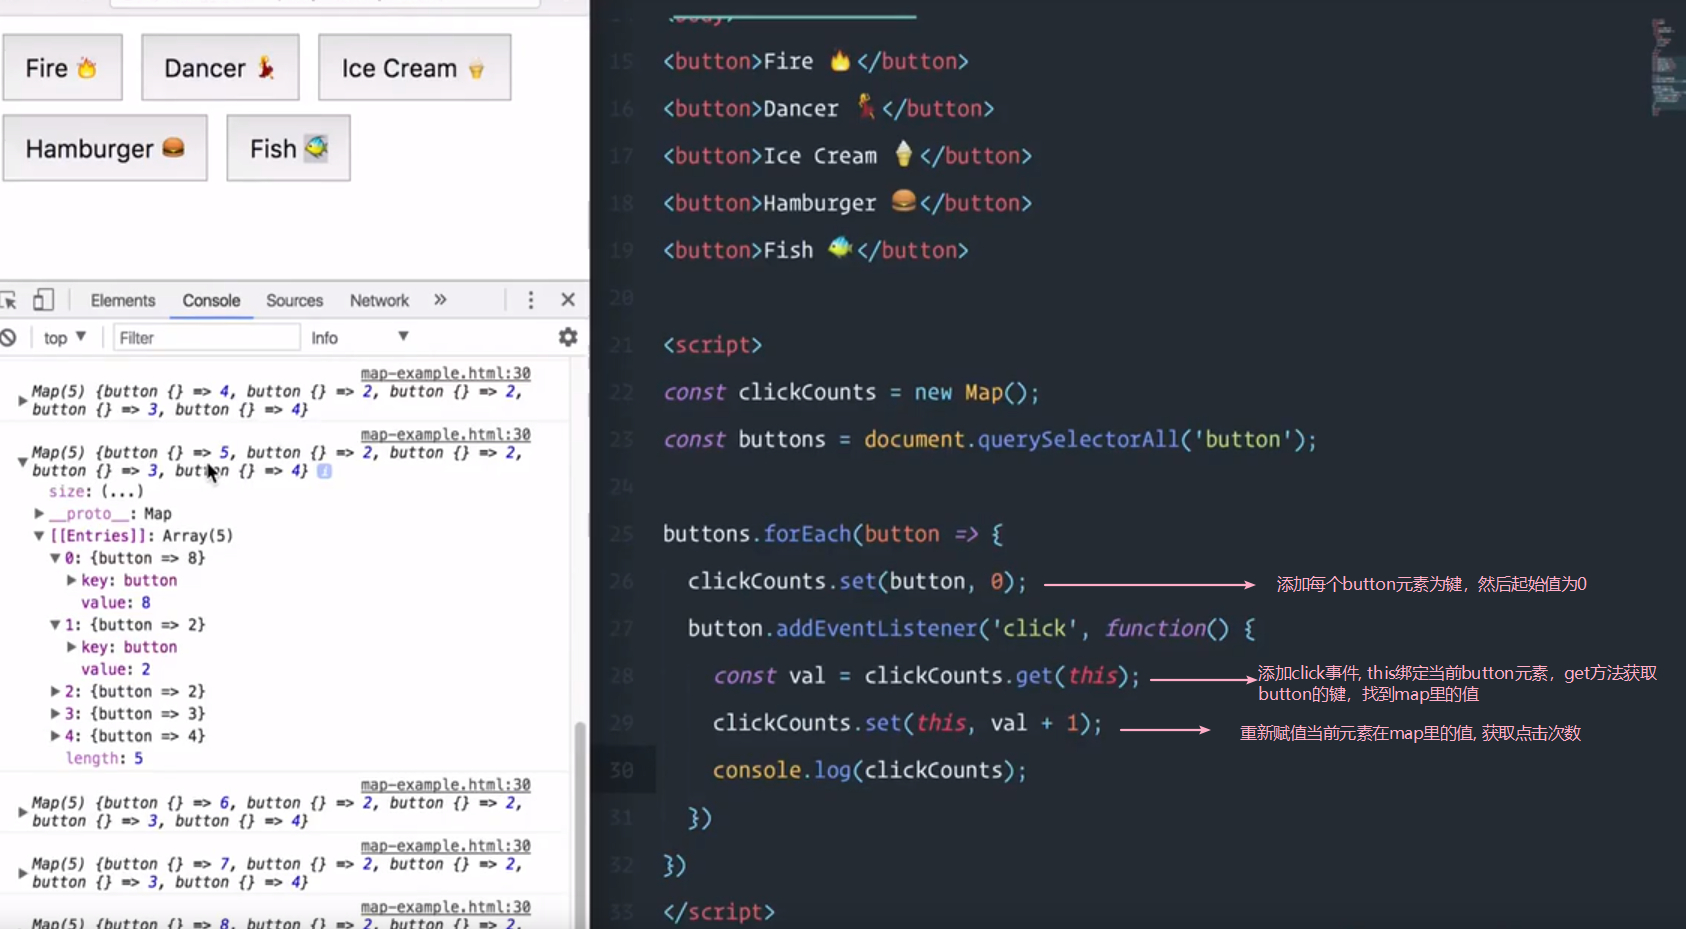 Fire 🔥
Dancer 💃
Ice Cream 🍦
Hamburger 🍔
Fish 🐠
Elements
Console
Sources
Network
»
top ▼
Filter
Info ▼
map-example.html:30
Map(5) {button {} => 4, button {} => 2, button {} => 2,
button {} => 3, button {} => 4}
map-example.html:30
Map(5) {button {} => 5, button {} => 2, button {} => 2,
button {} => 3, button {} => 4}
size: (...)
__proto__: Map
[[Entries]]: Array(5)
0: {button => 8}
key: button
value: 8
1: {button => 2}
key: button
value: 2
2: {button => 2}
3: {button => 3}
4: {button => 4}
length: 5
map-example.html:30
Map(5) {button {} => 6, button {} => 2, button {} => 2,
button {} => 3, button {} => 4}
map-example.html:30
Map(5) {button {} => 7, button {} => 2, button {} => 2,
button {} => 3, button {} => 4}
map-example.html:30
Map(5) {button {} => 8, button {} => 2, button {} => 2,
15 <button>Fire 🔥</button>
16 <button>Dancer 💃</button>
17 <button>Ice Cream 🍦</button>
18 <button>Hamburger 🍔</button>
19 <button>Fish 🐠</button>
20
21 <script>
22 const clickCounts = new Map();
23 const buttons = document.querySelectorAll('button');
24
25 buttons.forEach(button => {
26 clickCounts.set(button, 0);
添加每个button元素为键，然后起始值为0
27 button.addEventListener('click', function() {
28 const val = clickCounts.get(this);
添加click事件, this绑定当前button元素，get方法获取
button的键，找到map里的值
29 clickCounts.set(this, val + 1);
重新赋值当前元素在map里的值, 获取点击次数
30 console.log(clickCounts);
31 })
32 })
33 </script>